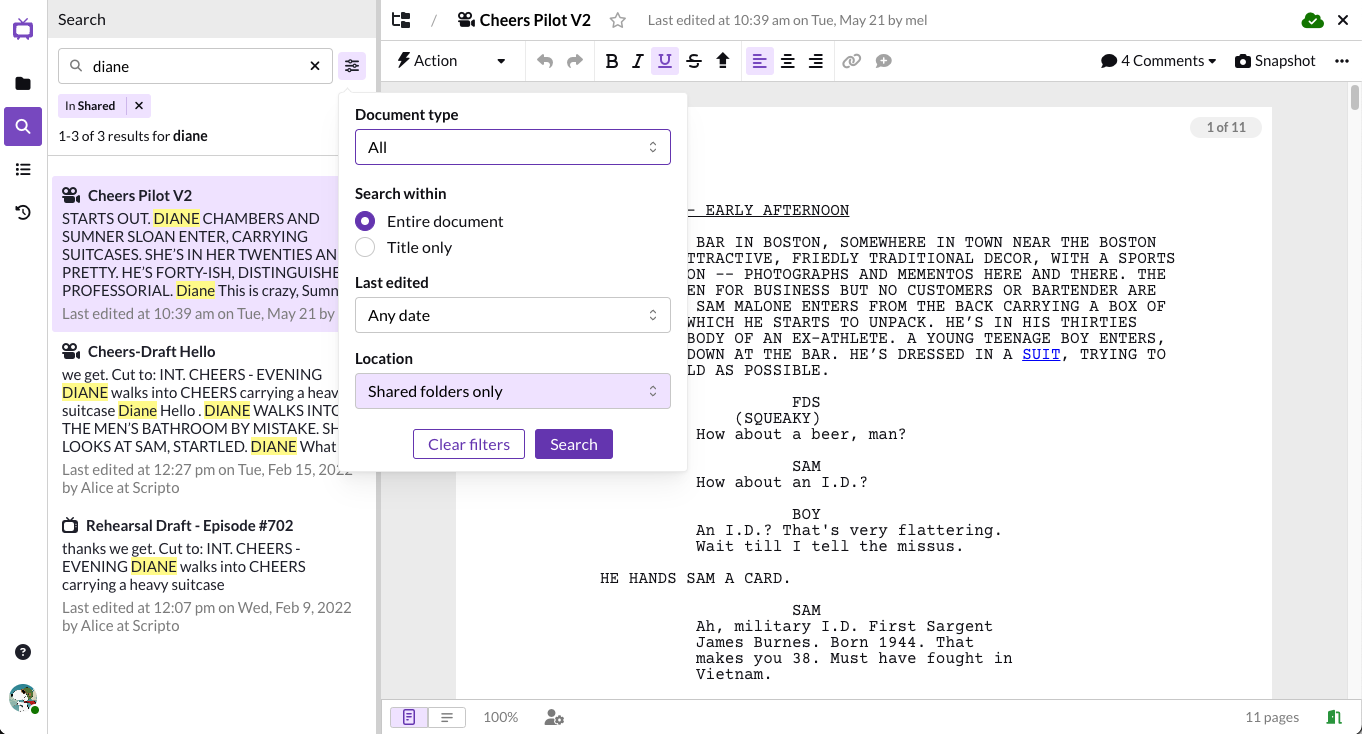 Search
diane
In Shared
1-3 of 3 results for diane
Cheers Pilot V2
STARTS OUT. DIANE CHAMBERS AND
SUMNER SLOAN ENTER, CARRYING
SUITCASES. SHE'S IN HER TWENTIES AN
PRETTY. HE'S FORTY-ISH, DISTINGUISHE
PROFESSORIAL. Diane This is crazy, Sumn
Last edited at 10:39 am on Tue, May 21 by
Cheers-Draft Hello
we get. Cut to: INT. CHEERS - EVENING
DIANE walks into CHEERS carrying a heav
suitcase Diane Hello . DIANE WALKS INTO
THE MEN'S BATHROOM BY MISTAKE. SH
LOOKS AT SAM, STARTLED. DIANE What
Last edited at 12:27 pm on Tue, Feb 15, 2022
by Alice at Scripto
Rehearsal Draft - Episode #702
thanks we get. Cut to: INT. CHEERS -
EVENING DIANE walks into CHEERS
carrying a heavy suitcase
Last edited at 12:07 pm on Wed, Feb 9, 2022
by Alice at Scripto
Document type
All
Search within
Entire document
Title only
Last edited
Any date
Location
Shared folders only
Clear filters Search
/ Cheers Pilot V2 Last edited at 10:39 am on Tue, May 21 by mel
Action B I U S 4 Comments Snapshot
1 of 11
- EARLY AFTERNOON
BAR IN BOSTON, SOMEWHERE IN TOWN NEAR THE BOSTON
TTRACTIVE, FRIEDLY TRADITIONAL DECOR, WITH A SPORTS
ON -- PHOTOGRAPHS AND MEMENTOS HERE AND THERE. THE
EN FOR BUSINESS BUT NO CUSTOMERS OR BARTENDER ARE
SAM MALONE ENTERS FROM THE BACK CARRYING A BOX OF
WHICH HE STARTS TO UNPACK. HE'S IN HIS THIRTIES
BODY OF AN EX-ATHLETE. A YOUNG TEENAGE BOY ENTERS,
DOWN AT THE BAR. HE'S DRESSED IN A SUIT, TRYING TO
LD AS POSSIBLE.
FDS
(SQUEAKY)
How about a beer, man?
SAM
How about an I.D.?
BOY
An I.D.? That's very flattering.
Wait till I tell the missus.
HE HANDS SAM A CARD.
SAM
Ah, military I.D. First Sargent
James Burnes. Born 1944. That
makes you 38. Must have fought in
Vietnam.
100% 11 pages